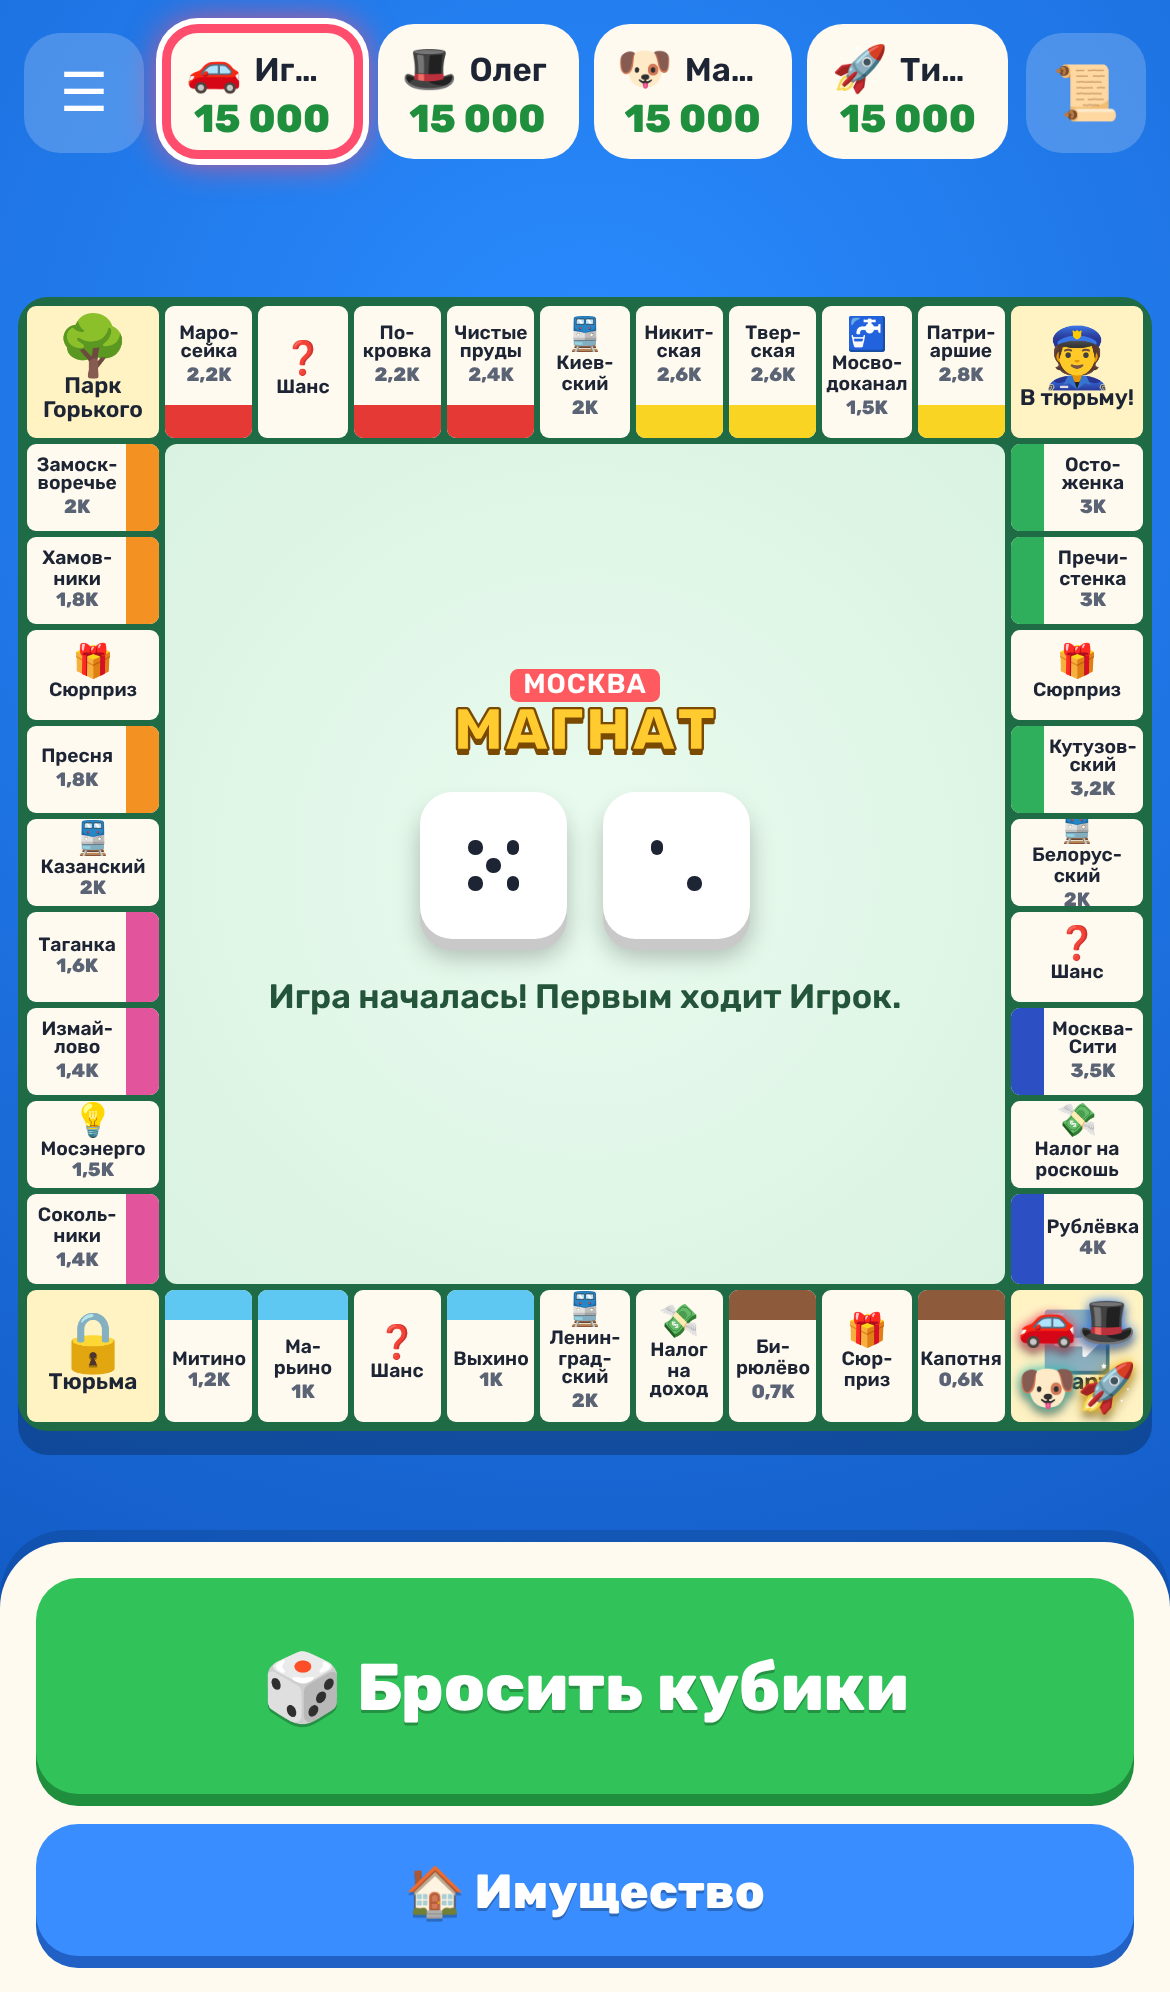 Иг...
15 000
Олег
15 000
Ма...
15 000
Ти...
15 000
Парк
Горького
Маро-
сейка
2,2K
Шанс
По-
кровка
2,2K
Чистые
пруды
2,4K
Киев-
ский
2K
Никит-
ская
2,6K
Твер-
ская
2,6K
Мосво-
доканал
1,5K
Патри-
аршие
2,8K
В тюрьму!
Замоск-
воречье
2K
Хамов-
ники
1,8K
Сюрприз
Пресня
1,8K
Казанский
2K
Таганка
1,6K
Измай-
лово
1,4K
Мосэнерго
1,5K
Соколь-
ники
1,4K
МОСКВА
МАГНАТ
Игра началась! Первым ходит Игрок.
Осто-
женка
3K
Пречи-
стенка
3K
Сюрприз
Кутузов-
ский
3,2K
Белорус-
ский
2K
Шанс
Москва-
Сити
3,5K
Налог на
роскошь
Рублёвка
4K
Тюрьма
Митино
1,2K
Ма-
рьино
1K
Шанс
Выхино
1K
Ленин-
град-
ский
2K
Налог
на
доход
Би-
рюлёво
0,7K
Сюр-
приз
Капотня
0,6K
Бросить кубики
Имущество